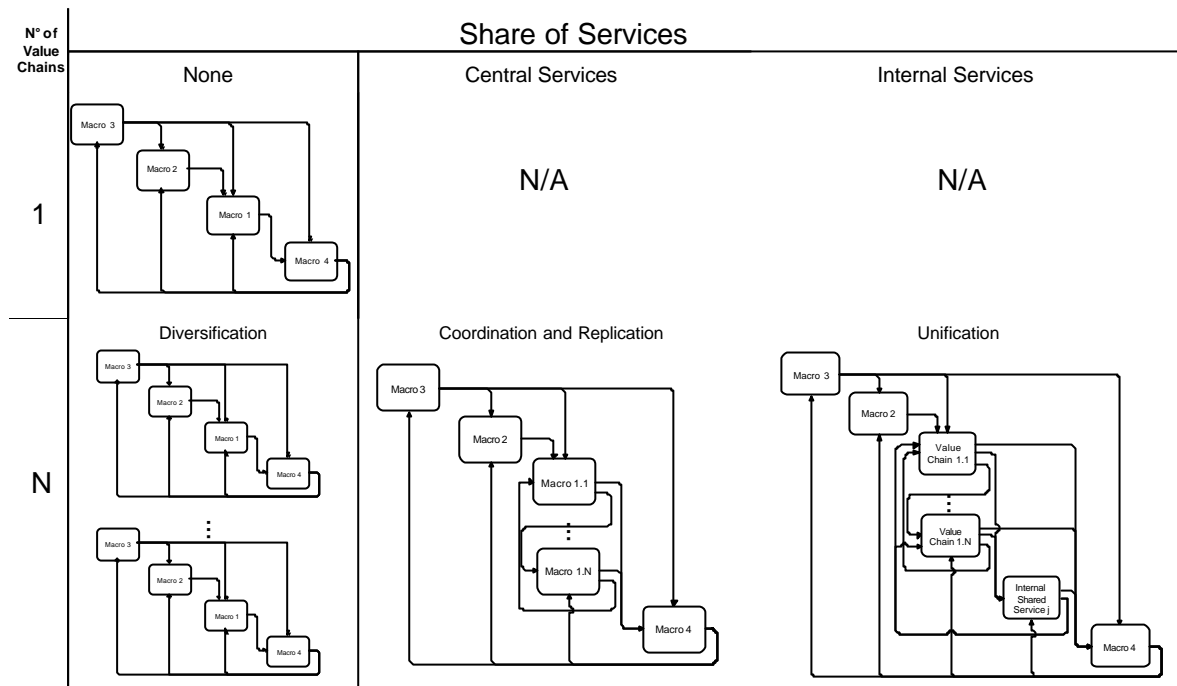 N° of
Value
Chains
Share of Services
None
Central Services
Internal Services
1
Macro 3
Macro 2
Macro 1
Macro 4
N/A
N/A
N
Diversification
Macro 3
Macro 2
Macro 1
Macro 4
Macro 3
Macro 2
Macro 1
Macro 4
Coordination and Replication
Macro 3
Macro 2
Macro 1.1
Macro 1.N
Macro 4
Unification
Macro 3
Macro 2
Value
Chain 1.1
Value
Chain 1.N
Internal
Shared
Service j
Macro 4